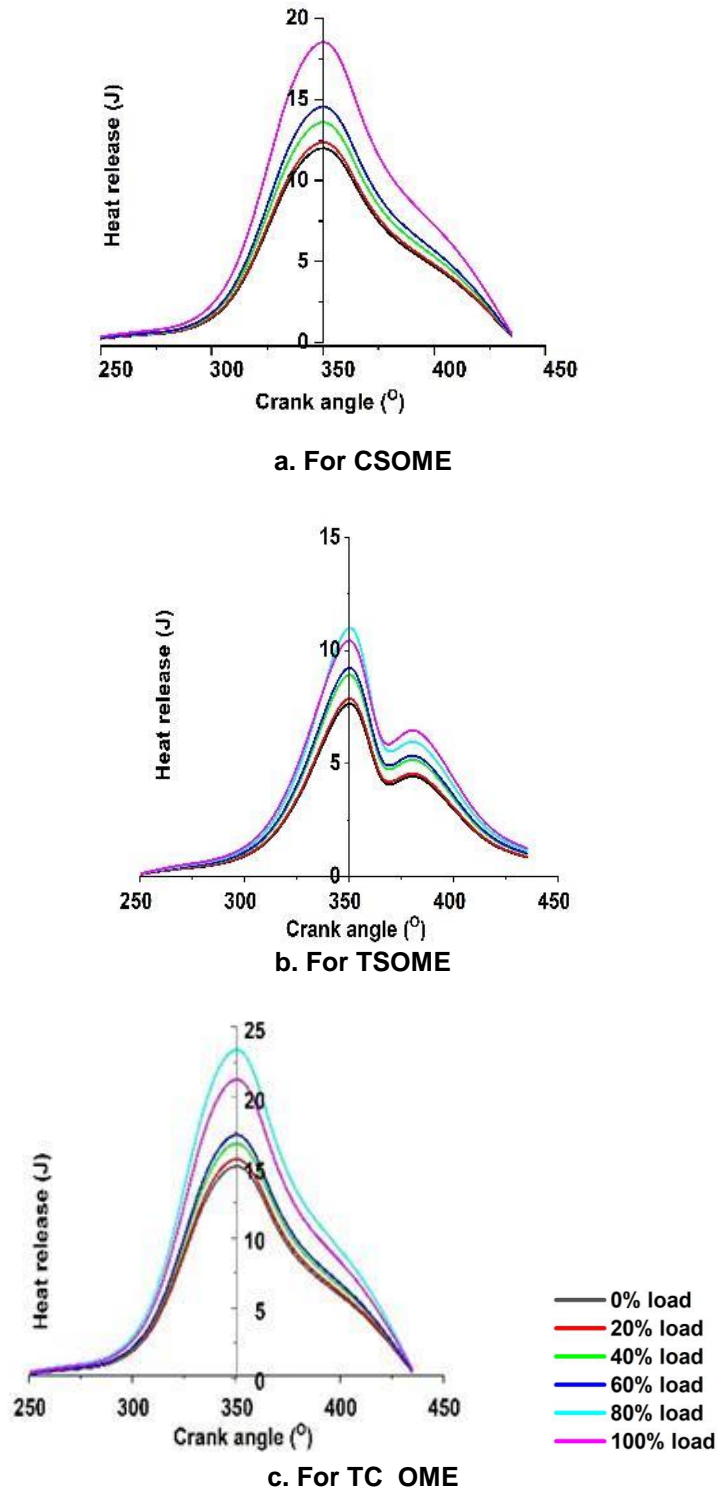 20
15
10
5
0
Heat release (J)
250 300 350 400 450
Crank angle (O)
a. For CSOME
15
10
5
0
Heat release (J)
250 300 350 400 450
Crank angle (O)
b. For TSOME
25
20
15
10
5
0
Heat release (J)
250 300 350 400 450
Crank angle (O)
0% load
20% load
40% load
60% load
80% load
100% load
c. For TC OME